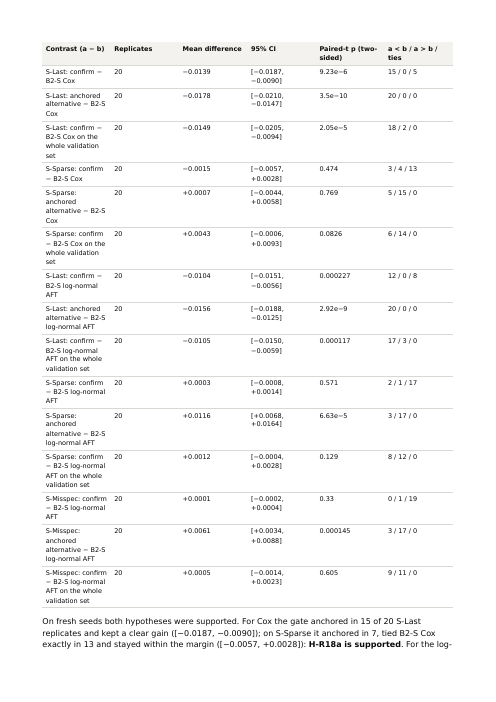 Contrast (a − b) Replicates Mean difference 95% CI Paired-t p (two-sided) a < b / a > b / ties
S-Last: confirm − B2-S Cox 20 −0.0139 [−0.0187, −0.0090] 9.23e−6 15 / 0 / 5
S-Last: anchored alternative − B2-S Cox 20 −0.0178 [−0.0210, −0.0147] 3.5e−10 20 / 0 / 0
S-Last: confirm − B2-S Cox on the whole validation set 20 −0.0149 [−0.0205, −0.0094] 2.05e−5 18 / 2 / 0
S-Sparse: confirm − B2-S Cox 20 −0.0015 [−0.0057, +0.0028] 0.474 3 / 4 / 13
S-Sparse: anchored alternative − B2-S Cox 20 +0.0007 [−0.0044, +0.0058] 0.769 5 / 15 / 0
S-Sparse: confirm − B2-S Cox on the whole validation set 20 +0.0043 [−0.0006, +0.0093] 0.0826 6 / 14 / 0
S-Last: confirm − B2-S log-normal AFT 20 −0.0104 [−0.0151, −0.0056] 0.000227 12 / 0 / 8
S-Last: anchored alternative − B2-S log-normal AFT 20 −0.0156 [−0.0188, −0.0125] 2.92e−9 20 / 0 / 0
S-Last: confirm − B2-S log-normal AFT on the whole validation set 20 −0.0105 [−0.0150, −0.0059] 0.000117 17 / 3 / 0
S-Sparse: confirm − B2-S log-normal AFT 20 +0.0003 [−0.0008, +0.0014] 0.571 2 / 1 / 17
S-Sparse: anchored alternative − B2-S log-normal AFT 20 +0.0116 [+0.0068, +0.0164] 6.63e−5 3 / 17 / 0
S-Sparse: confirm − B2-S log-normal AFT on the whole validation set 20 +0.0012 [−0.0004, +0.0028] 0.129 8 / 12 / 0
S-Misspec: confirm − B2-S log-normal AFT 20 +0.0001 [−0.0002, +0.0004] 0.33 0 / 1 / 19
S-Misspec: anchored alternative − B2-S log-normal AFT 20 +0.0061 [+0.0034, +0.0088] 0.000145 3 / 17 / 0
S-Misspec: confirm − B2-S log-normal AFT on the whole validation set 20 +0.0005 [−0.0014, +0.0023] 0.605 9 / 11 / 0
On fresh seeds both hypotheses were supported. For Cox the gate anchored in 15 of 20 S-Last
replicates and kept a clear gain ([−0.0187, −0.0090]); on S-Sparse it anchored in 7, tied B2-S Cox
exactly in 13 and stayed within the margin ([−0.0057, +0.0028]): H-R18a is supported. For the log-